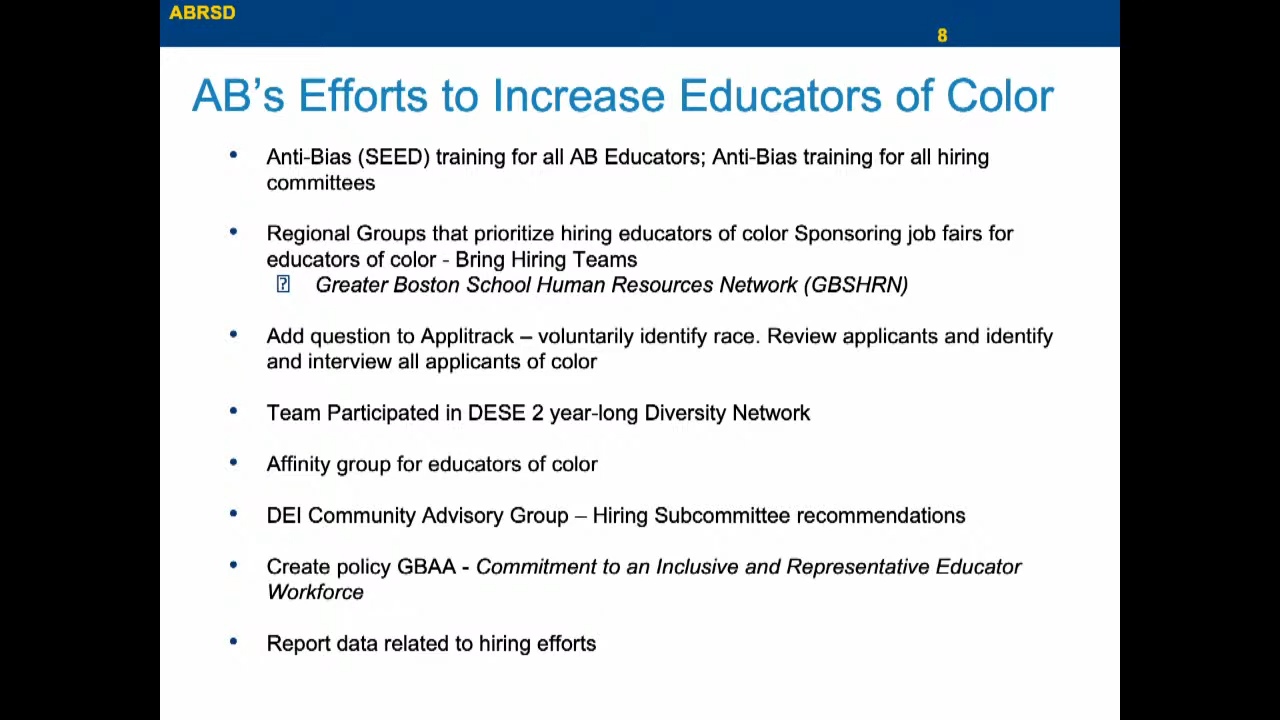 ABRSD
8
AB's Efforts to Increase Educators of Color
• Anti-Bias (SEED) training for all AB Educators; Anti-Bias training for all hiring
committees
• Regional Groups that prioritize hiring educators of color Sponsoring job fairs for
educators of color - Bring Hiring Teams
Greater Boston School Human Resources Network (GBSHRN)
• Add question to Applitrack – voluntarily identify race. Review applicants and identify
and interview all applicants of color
• Team Participated in DESE 2 year-long Diversity Network
• Affinity group for educators of color
• DEI Community Advisory Group – Hiring Subcommittee recommendations
• Create policy GBAA - Commitment to an Inclusive and Representative Educator
Workforce
• Report data related to hiring efforts